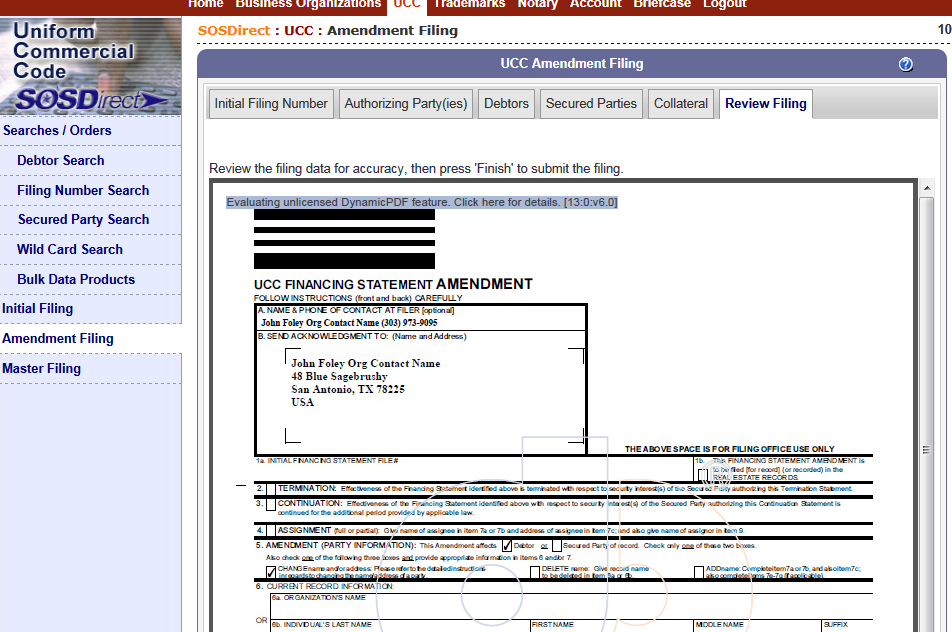 Home Business Organizations UCC Trademarks Notary Account Briefcase Logout
Uniform
Commercial
Code
SOSDirect
SOSDirect : UCC : Amendment Filing
10
UCC Amendment Filing
?
Initial Filing Number Authorizing Party(ies) Debtors Secured Parties Collateral Review Filing
Searches / Orders
Debtor Search
Filing Number Search
Secured Party Search
Wild Card Search
Bulk Data Products
Initial Filing
Amendment Filing
Master Filing
Review the filing data for accuracy, then press 'Finish' to submit the filing.
Evaluating unlicensed DynamicPDF feature. Click here for details. [13:0:v6.0]
UCC FINANCING STATEMENT AMENDMENT
FOLLOW INSTRUCTIONS (front and back) CAREFULLY
A. NAME & PHONE OF CONTACT AT FILER [optional]
John Foley Org Contact Name (303) 973-9095
B. SEND ACKNOWLEDGMENT TO: (Name and Address)
John Foley Org Contact Name
48 Blue Sagebrushy
San Antonio, TX 78225
USA
THE ABOVE SPACE IS FOR FILING OFFICE USE ONLY
1a. INITIAL FINANCING STATEMENT FILE #
1b. This FINANCING STATEMENT AMENDMENT is
to be filed [for record] (or recorded) in the
REAL ESTATE RECORDS.
2. TERMINATION: Effectiveness of the Financing Statement identified above is terminated with respect to security interest(s) of the Secured Party authorizing this Termination Statement.
3. CONTINUATION: Effectiveness of the Financing Statement identified above with respect to security interest(s) of the Secured Party authorizing this Continuation Statement is
continued for the additional period provided by applicable law.
4. ASSIGNMENT (full or partial): Give name of assignee in item 7a or 7b and address of assignee in item 7c; and also give name of assignor in item 9.
5. AMENDMENT (PARTY INFORMATION): This Amendment affects Debtor or Secured Party of record. Check only one of these two boxes.
Also check one of the following three boxes and provide appropriate information in items 6 and/or 7.
CHANGE name and/or address: Please refer to the detailed instructions
in regards to changing the name/address of a party.
DELETE name: Give record name
to be deleted in item 6a or 6b.
ADD name: Complete item 7a or 7b, and also item 7c;
also complete items 7e-7g (if applicable)
6. CURRENT RECORD INFORMATION:
6a. ORGANIZATION'S NAME
OR
6b. INDIVIDUAL'S LAST NAME FIRST NAME MIDDLE NAME SUFFIX